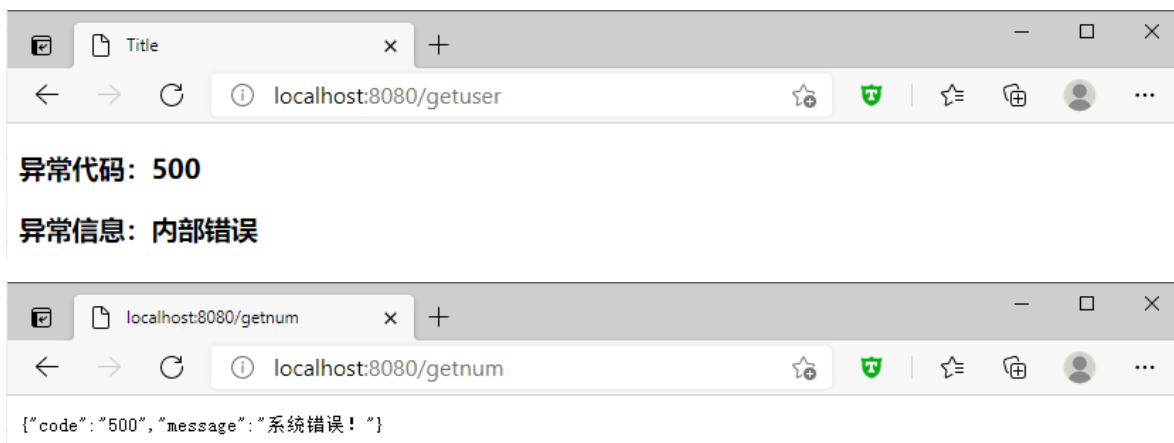 Title
localhost:8080/getuser
异常代码：500
异常信息：内部错误
localhost:8080/getnum
localhost:8080/getnum
{"code":"500","message":"系统错误！"}